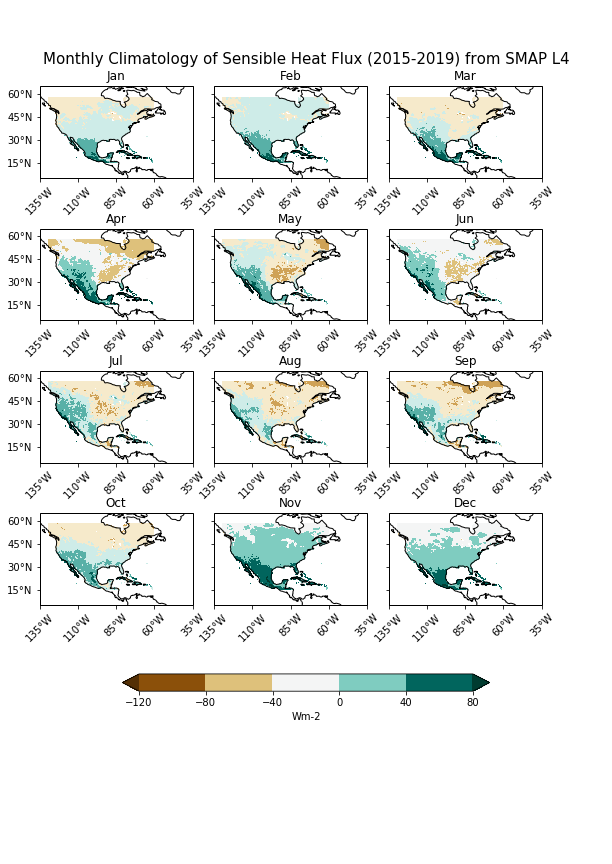 Monthly Climatology of Sensible Heat Flux (2015-2019) from SMAP L4
Jan Feb Mar
60°N
45°N
30°N
15°N
135°W 110°W 85°W 60°W 35°W 135°W 110°W 85°W 60°W 35°W 135°W 110°W 85°W 60°W 35°W
Apr May Jun
60°N
45°N
30°N
15°N
135°W 110°W 85°W 60°W 35°W 135°W 110°W 85°W 60°W 35°W 135°W 110°W 85°W 60°W 35°W
Jul Aug Sep
60°N
45°N
30°N
15°N
135°W 110°W 85°W 60°W 35°W 135°W 110°W 85°W 60°W 35°W 135°W 110°W 85°W 60°W 35°W
Oct Nov Dec
60°N
45°N
30°N
15°N
135°W 110°W 85°W 60°W 35°W 135°W 110°W 85°W 60°W 35°W 135°W 110°W 85°W 60°W 35°W
−120 −80 −40 0 40 80
Wm-2